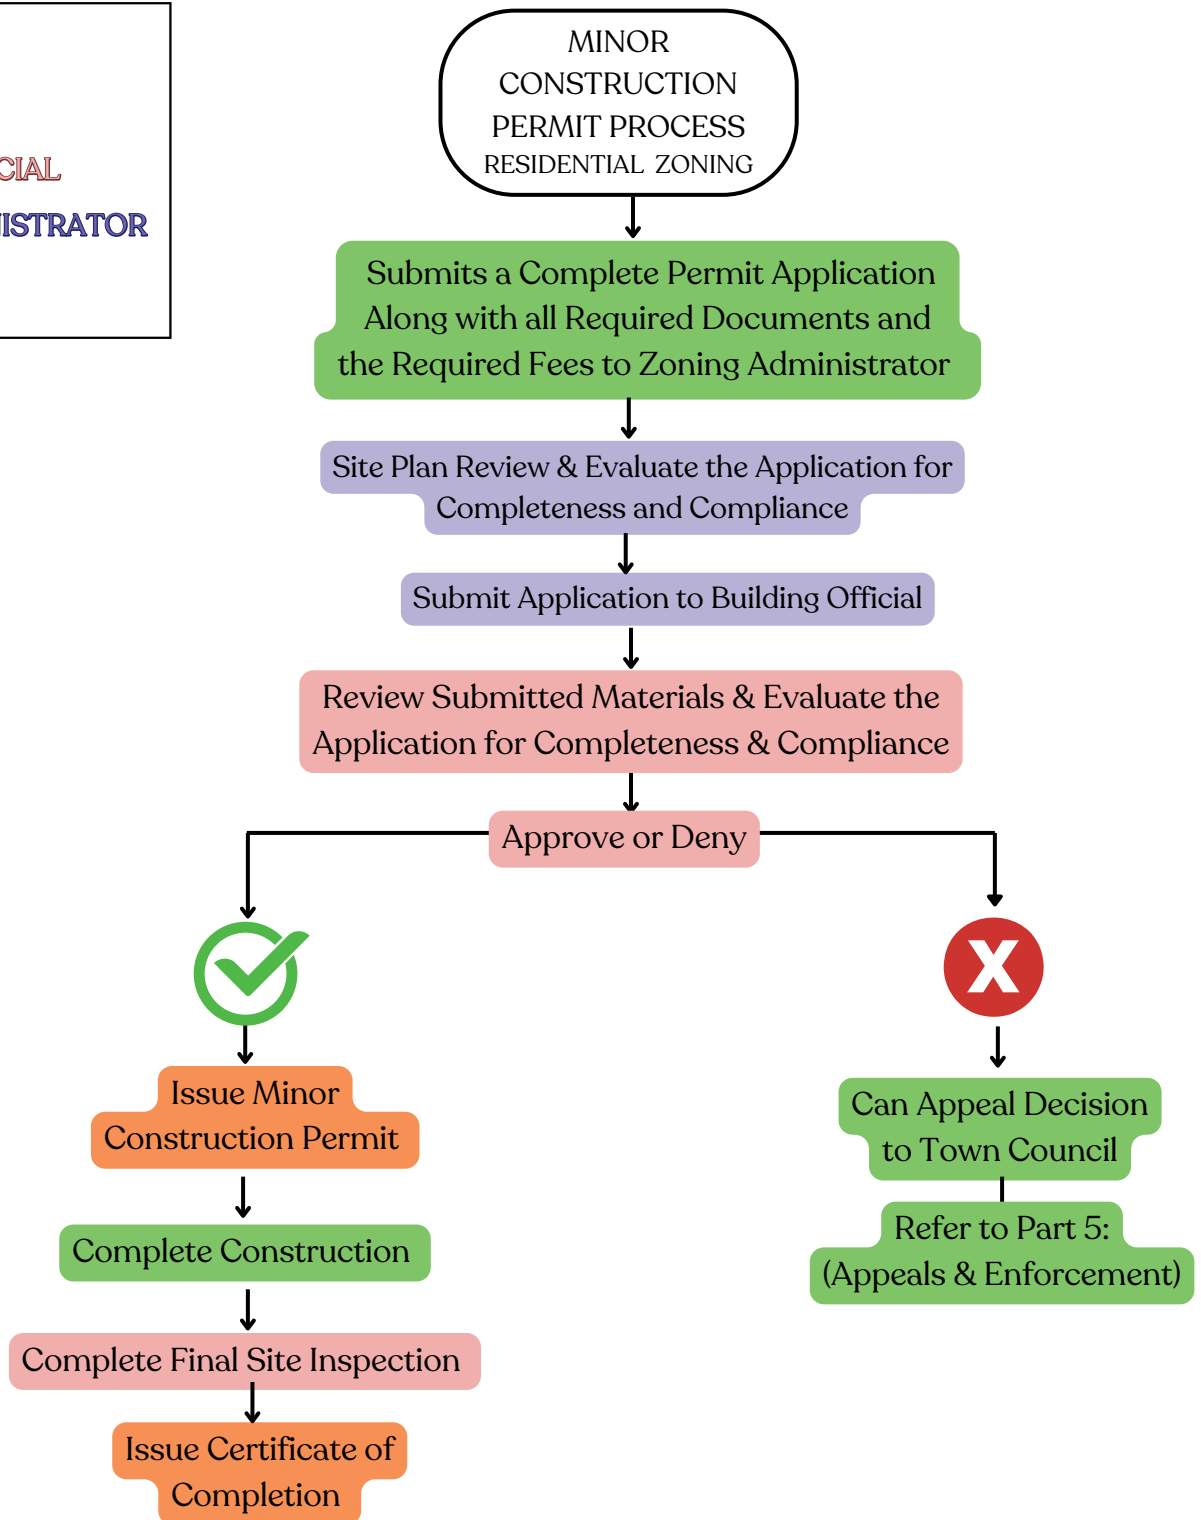 CIAL
NISTRATOR
MINOR
CONSTRUCTION
PERMIT PROCESS
RESIDENTIAL ZONING
Submits a Complete Permit Application
Along with all Required Documents and
the Required Fees to Zoning Administrator
Site Plan Review & Evaluate the Application for
Completeness and Compliance
Submit Application to Building Official
Review Submitted Materials & Evaluate the
Application for Completeness & Compliance
Approve or Deny
X
Issue Minor
Construction Permit
Complete Construction
Complete Final Site Inspection
Issue Certificate of
Completion
Can Appeal Decision
to Town Council
Refer to Part 5:
(Appeals & Enforcement)